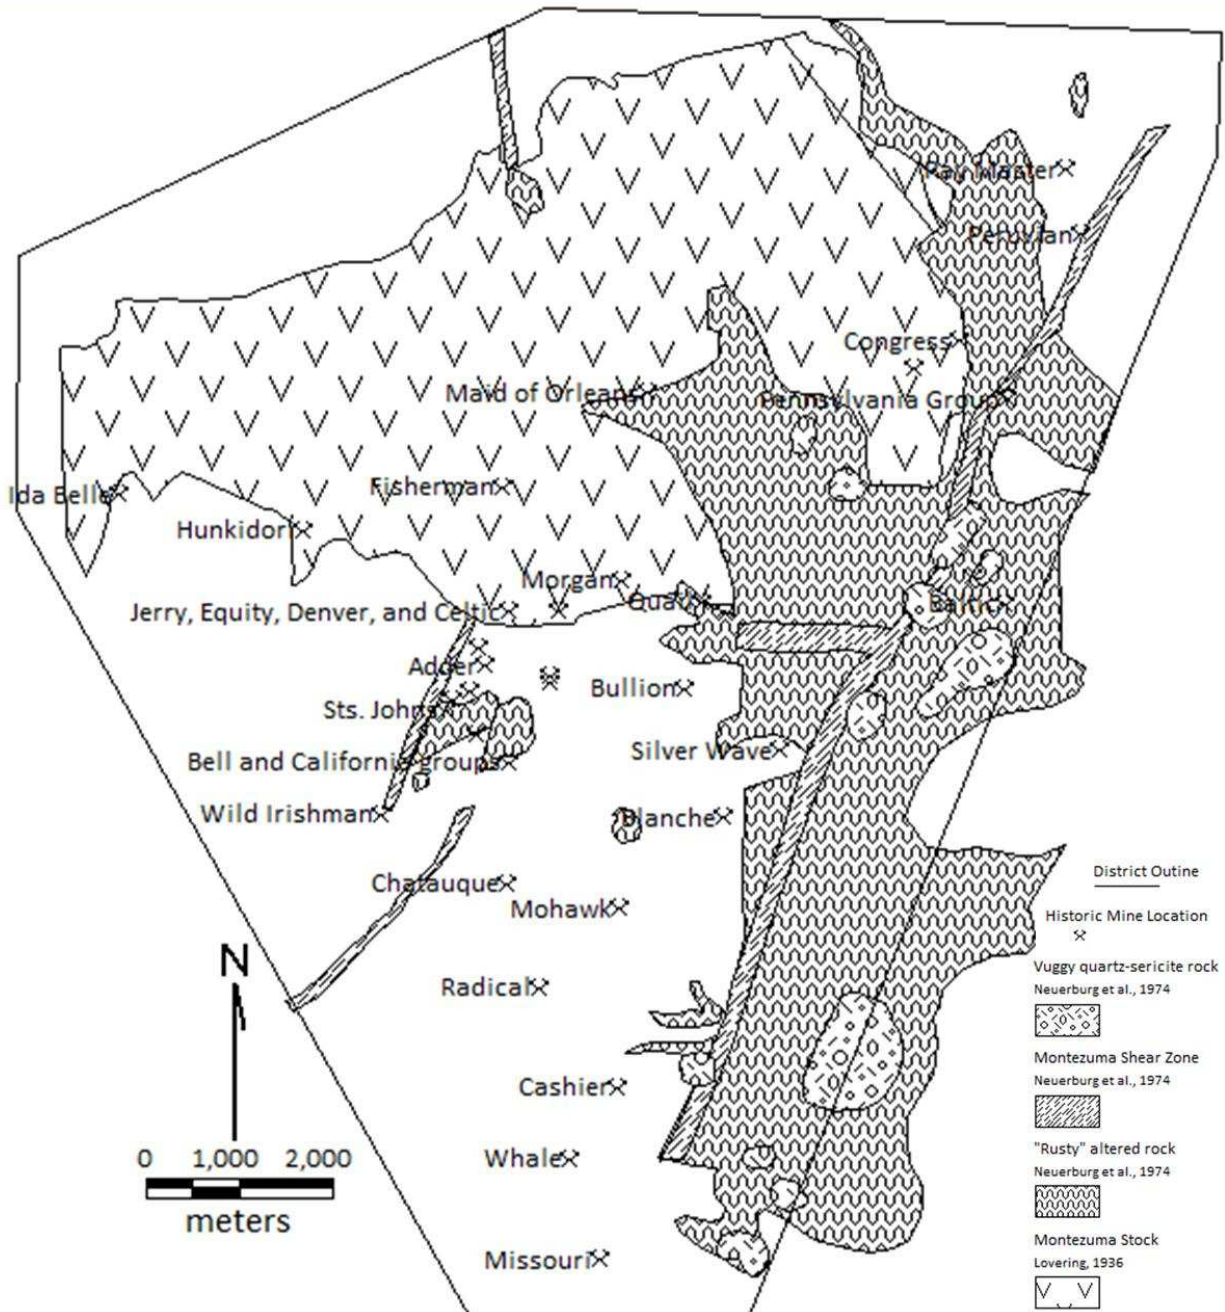 Pay Master
Peruvian
Congress
Maid of Orleans
Pennsylvania Group
Ida Belle
Fisherman
Hunkidori
Morgan
Quail
Jerry, Equity, Denver, and Celtic
Baltic
Adder
Bullion
Sts. Johns
Silver Wave
Bell and California groups
Wild Irishman
Blanche
Chatauque
Mohawk
Radical
Cashier
Whale
Missouri
N
0 1,000 2,000
meters
District Outine
Historic Mine Location
Vuggy quartz-sericite rock
Neuerburg et al., 1974
Montezuma Shear Zone
Neuerburg et al., 1974
"Rusty" altered rock
Neuerburg et al., 1974
Montezuma Stock
Lovering, 1936